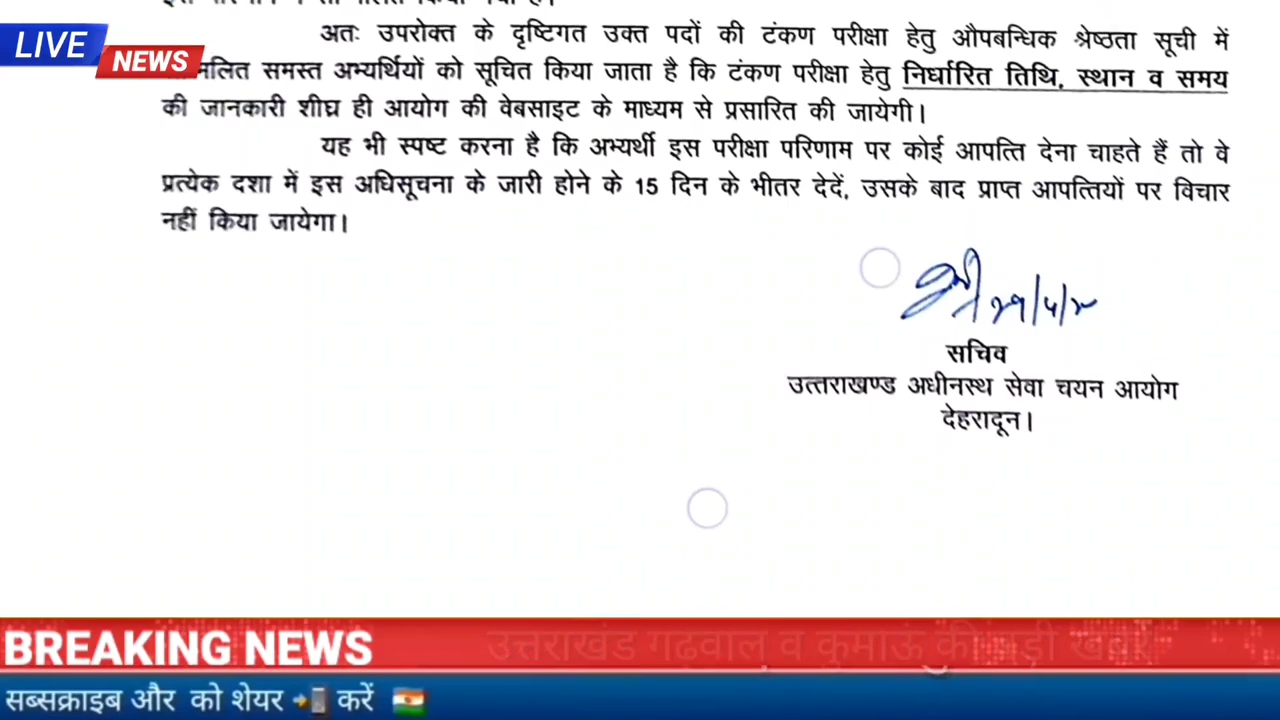 LIVE
NEWS
अतः उपरोक्त के दृष्टिगत उक्त पदों की टंकण परीक्षा हेतु औपबन्धिक श्रेष्ठता सूची में
समस्त अभ्यर्थियों को सूचित किया जाता है कि टंकण परीक्षा हेतु निर्धारित तिथि, स्थान व समय
की जानकारी शीघ्र ही आयोग की वेबसाइट के माध्यम से प्रसारित की जायेगी।
यह भी स्पष्ट करना है कि अभ्यर्थी इस परीक्षा परिणाम पर कोई आपत्ति देना चाहते हैं तो वे
प्रत्येक दशा में इस अधिसूचना के जारी होने के 15 दिन के भीतर देदें, उसके बाद प्राप्त आपत्तियों पर विचार
नहीं किया जायेगा।
सचिव
उत्तराखण्ड अधीनस्थ सेवा चयन आयोग
देहरादून।
BREAKING NEWS
उत्तराखंड गढ़वाल व कुमाऊं की बड़ी खबर
सब्सक्राइब और को शेयर करें